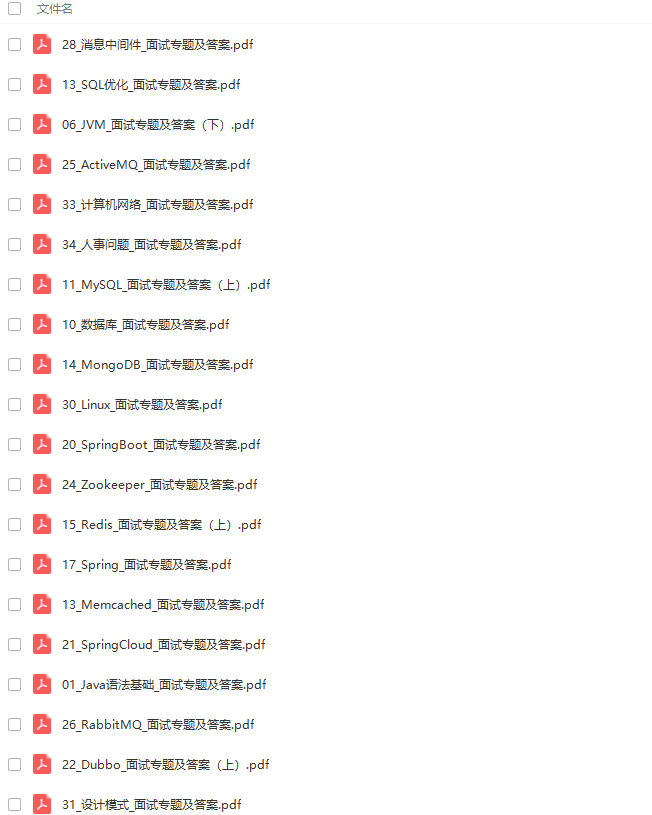 文件名
28_消息中间件_面试专题及答案.pdf
13_SQL优化_面试专题及答案.pdf
06_JVM_面试专题及答案（下）.pdf
25_ActiveMQ_面试专题及答案.pdf
33_计算机网络_面试专题及答案.pdf
34_人事问题_面试专题及答案.pdf
11_MySQL_面试专题及答案（上）.pdf
10_数据库_面试专题及答案.pdf
14_MongoDB_面试专题及答案.pdf
30_Linux_面试专题及答案.pdf
20_SpringBoot_面试专题及答案.pdf
24_Zookeeper_面试专题及答案.pdf
15_Redis_面试专题及答案（上）.pdf
17_Spring_面试专题及答案.pdf
13_Memcached_面试专题及答案.pdf
21_SpringCloud_面试专题及答案.pdf
01_Java语法基础_面试专题及答案.pdf
26_RabbitMQ_面试专题及答案.pdf
22_Dubbo_面试专题及答案（上）.pdf
31_设计模式_面试专题及答案.pdf